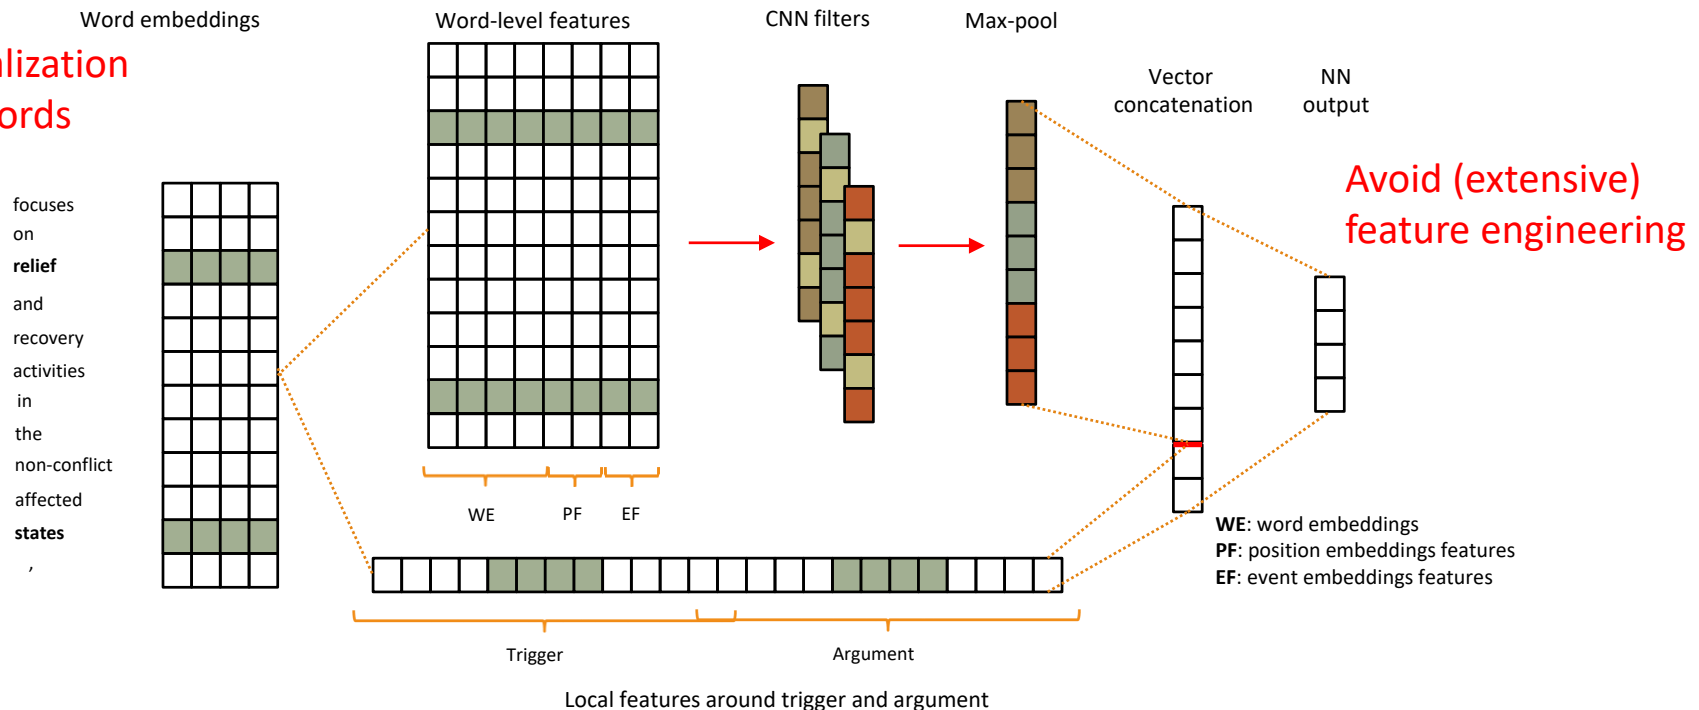 Word embeddings
Word-level features
CNN filters
Max-pool
Vector
concatenation
NN
output
focuses
on
relief
and
recovery
activities
in
the
non-conflict
affected
states
,
Avoid (extensive)
feature engineering
WE
PF
EF
WE: word embeddings
PF: position embeddings features
EF: event embeddings features
Trigger
Argument
Local features around trigger and argument